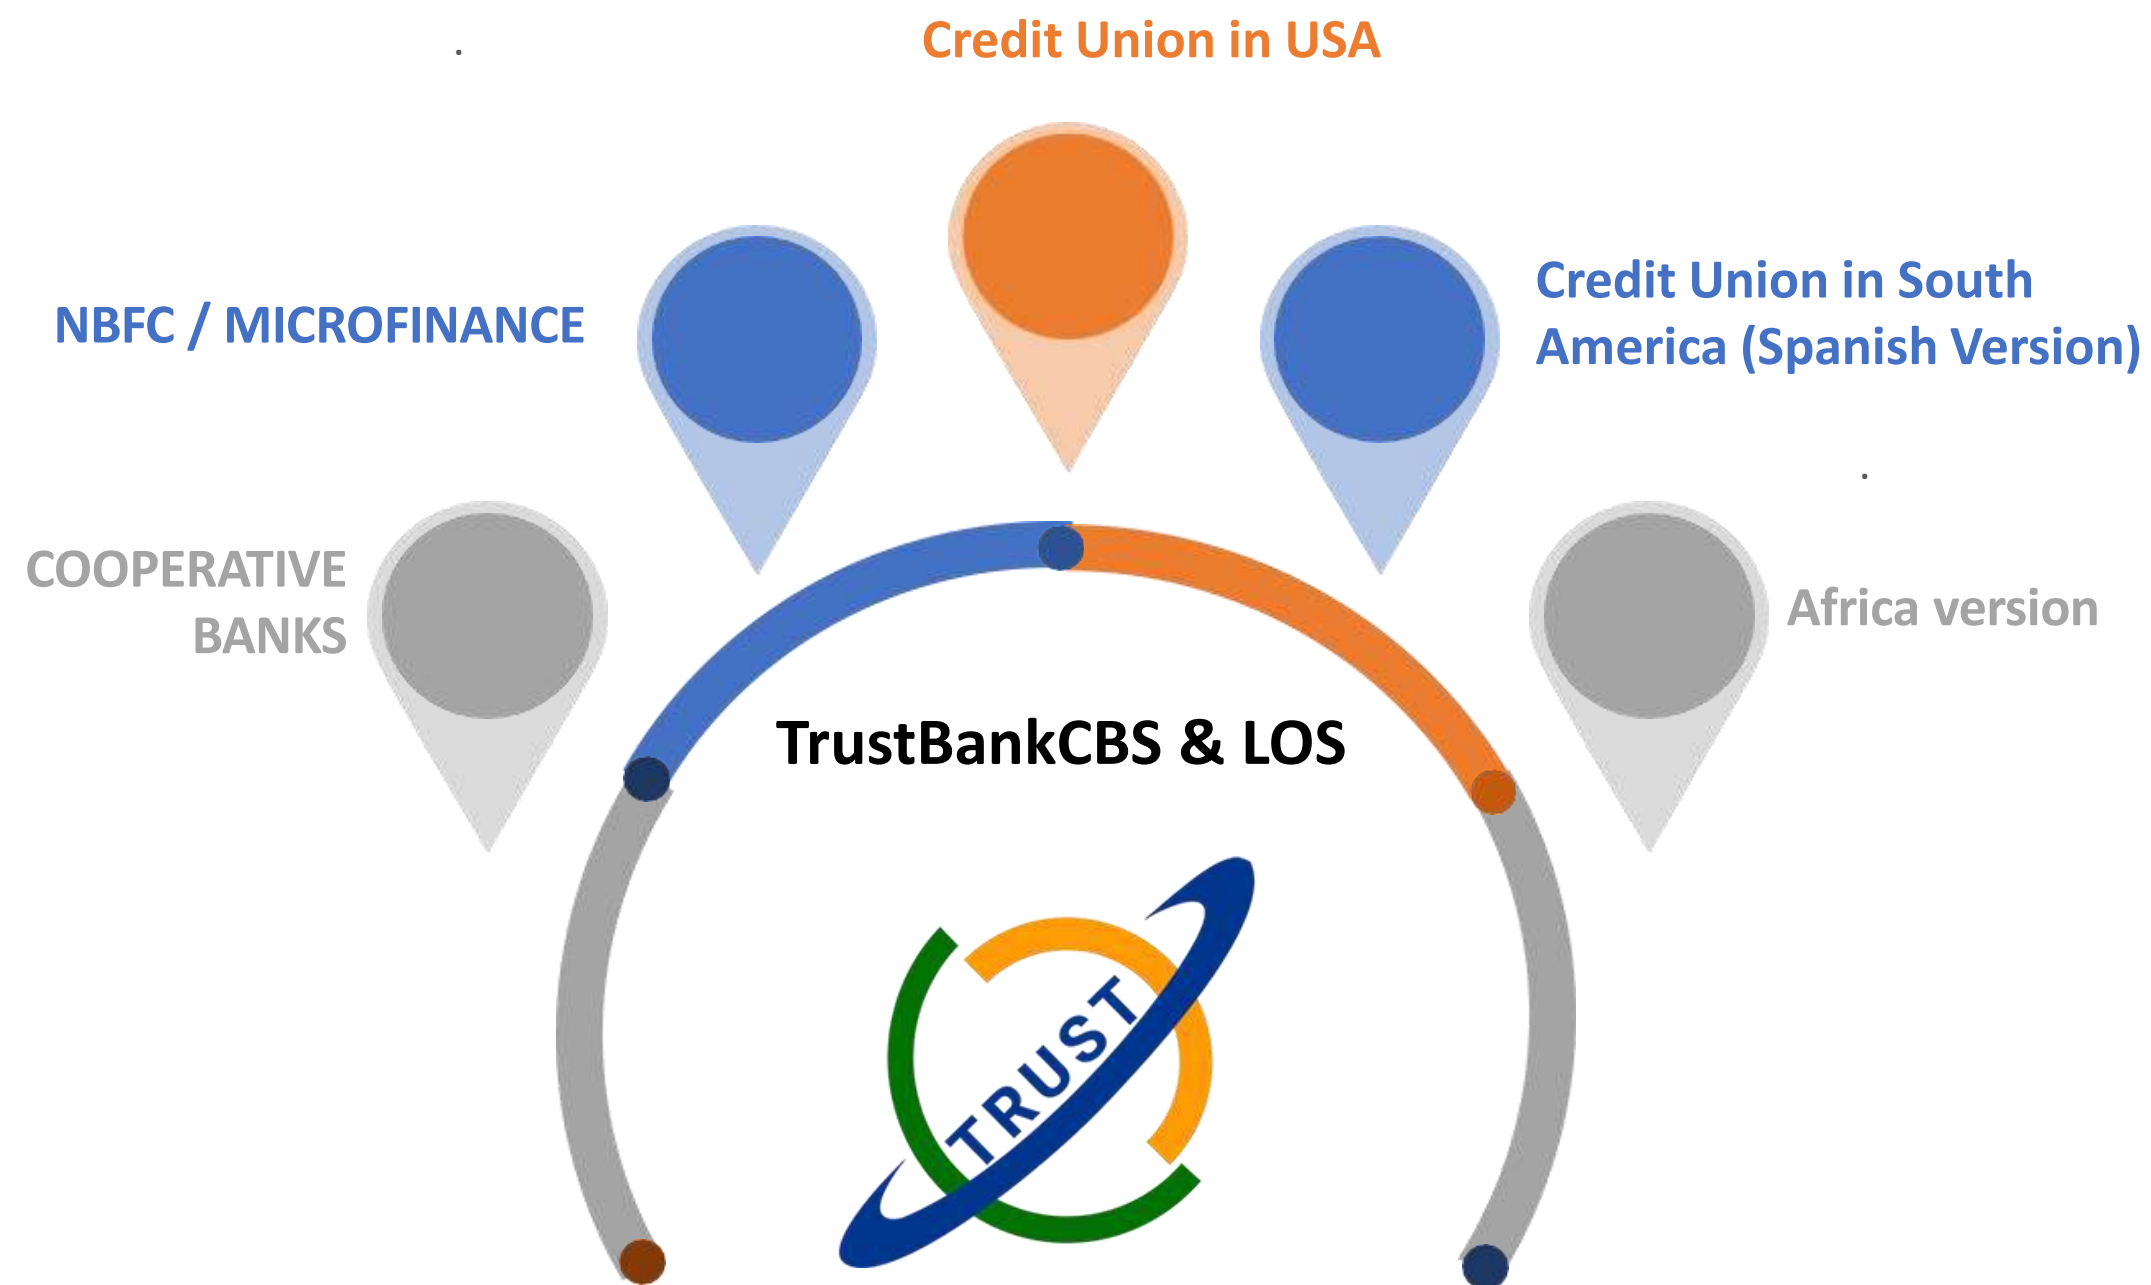 Credit Union in USA
NBFC / MICROFINANCE
Credit Union in South
America (Spanish Version)
COOPERATIVE
BANKS
Africa version
TrustBankCBS & LOS
TRUST